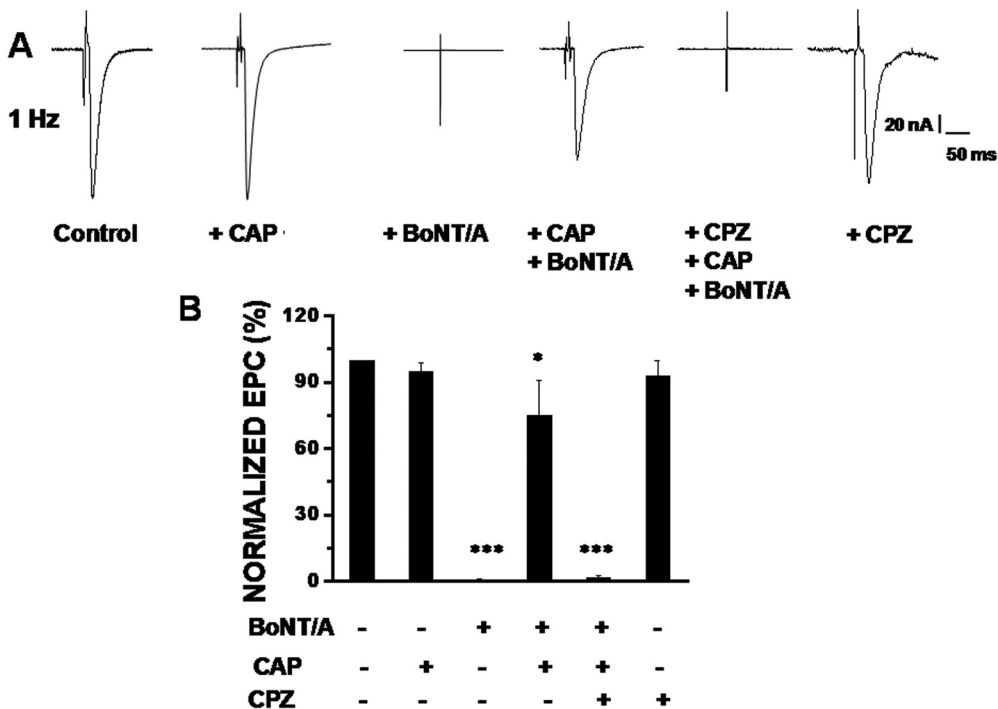 A
1 Hz
20 nA
50 ms
Control
+ CAP
+ BoNT/A
+ CAP
+ BoNT/A
+ CPZ
+ CAP
+ BoNT/A
+ CPZ
B
NORMALIZED EPC (%)
120
90
60
30
0
*
***
***
BoNT/A - - + + + -
CAP - + - + + -
CPZ - - - - + +